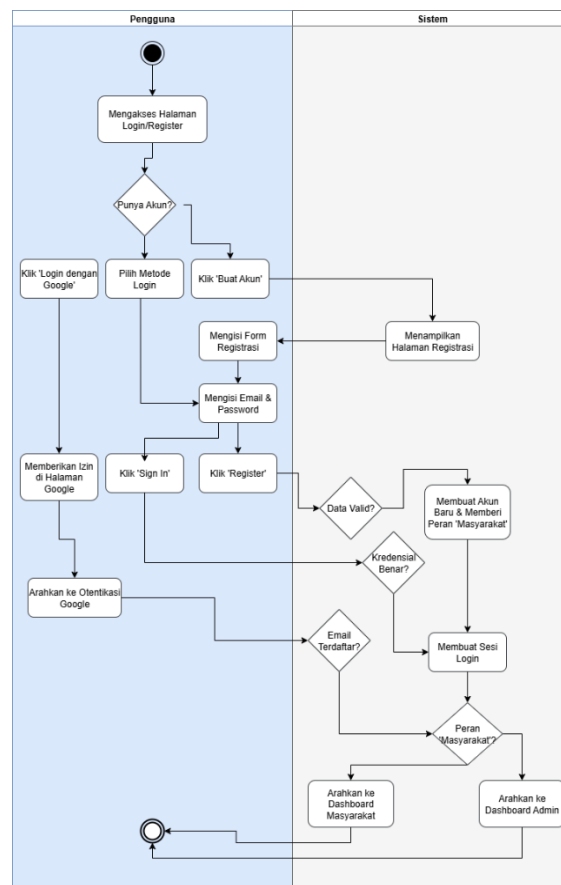 Pengguna
Sistem
Mengakses Halaman
Login/Register
Punya Akun?
Klik 'Login dengan
Google'
Pilih Metode
Login
Klik 'Buat Akun'
Mengisi Form
Registrasi
Menampilkan
Halaman Registrasi
Mengisi Email &
Password
Memberikan Izin
di Halaman
Google
Klik 'Sign In'
Klik 'Register'
Data Valid?
Membuat Akun
Baru & Memberi
Peran 'Masyarakat'
Kredensial
Benar?
Arahkan ke Otentikasi
Google
Email
Terdaftar?
Membuat Sesi
Login
Peran
'Masyarakat'?
Arahkan ke
Dashboard
Masyarakat
Arahkan ke
Dashboard Admin